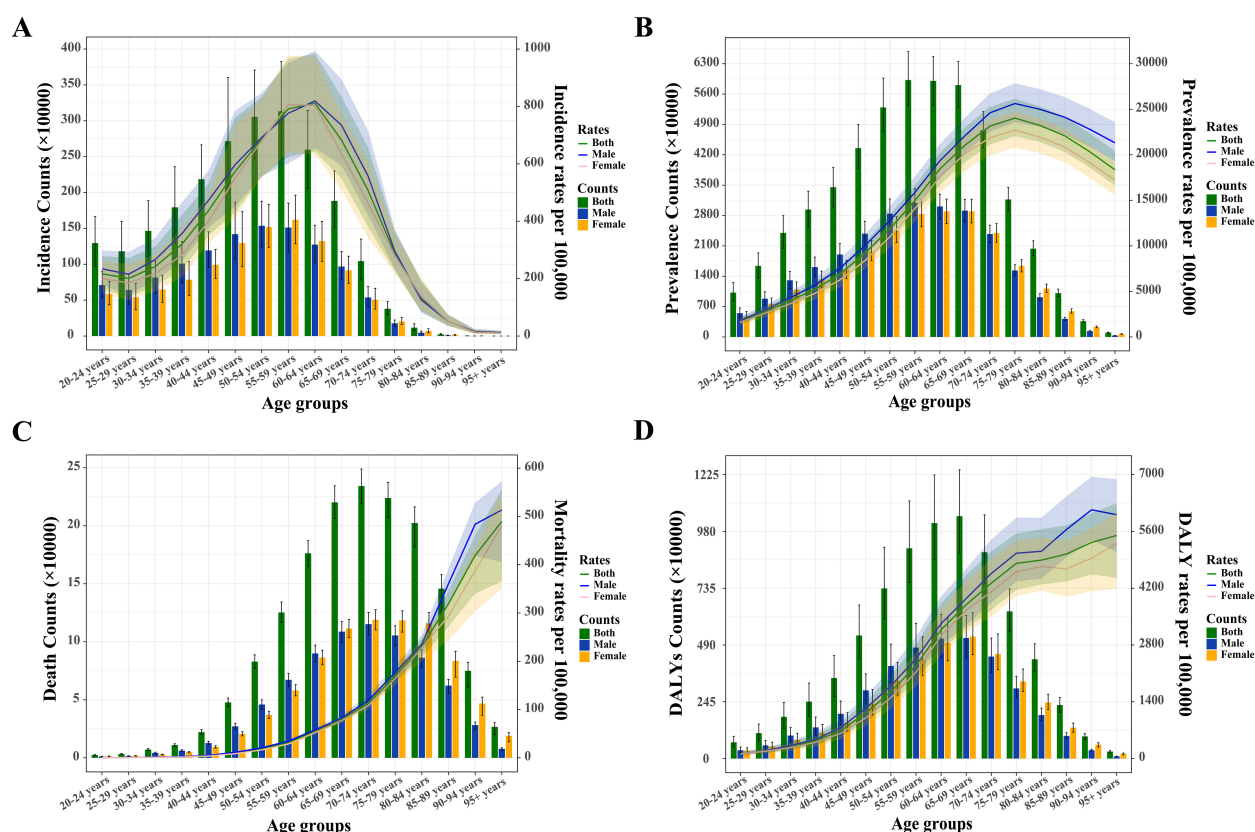 A
400
350
300
250
200
150
100
50
0
Incidence Counts (×10000)
1000
800
600
400
200
0
Incidence rates per 100,000
Rates
Both
Male
Female
Counts
Both
Male
Female
20-24 years
25-29 years
30-34 years
35-39 years
40-44 years
45-49 years
50-54 years
55-59 years
60-64 years
65-69 years
70-74 years
75-79 years
80-84 years
85-89 years
90-94 years
95+ years
Age groups
B
6300
5600
4900
4200
3500
2800
2100
1400
700
0
Prevalence Counts (×10000)
30000
25000
20000
15000
10000
5000
0
Prevalence rates per 100,000
Rates
Both
Male
Female
Counts
Both
Male
Female
20-24 years
25-29 years
30-34 years
35-39 years
40-44 years
45-49 years
50-54 years
55-59 years
60-64 years
65-69 years
70-74 years
75-79 years
80-84 years
85-89 years
90-94 years
95+ years
Age groups
C
25
20
15
10
5
0
Death Counts (×10000)
600
500
400
300
200
100
0
Mortality rates per 100,000
Rates
Both
Male
Female
Counts
Both
Male
Female
20-24 years
25-29 years
30-34 years
35-39 years
40-44 years
45-49 years
50-54 years
55-59 years
60-64 years
65-69 years
70-74 years
75-79 years
80-84 years
85-89 years
90-94 years
95+ years
Age groups
D
1225
980
735
490
245
0
DALYs Counts (×10000)
7000
5600
4200
2800
1400
0
DALY rates per 100,000
Rates
Both
Male
Female
Counts
Both
Male
Female
20-24 years
25-29 years
30-34 years
35-39 years
40-44 years
45-49 years
50-54 years
55-59 years
60-64 years
65-69 years
70-74 years
75-79 years
80-84 years
85-89 years
90-94 years
95+ years
Age groups